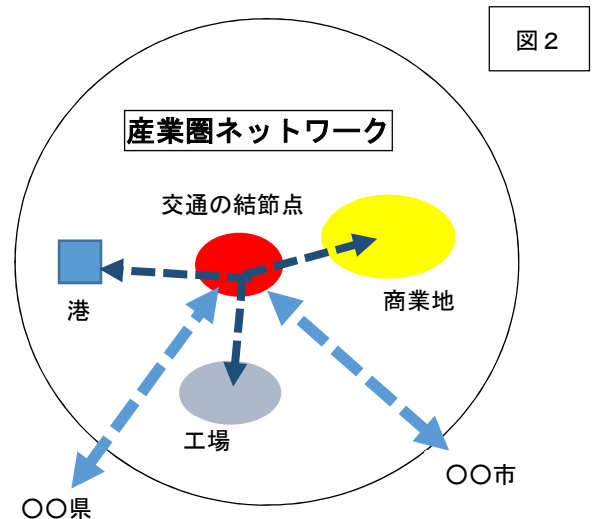 図２
産業圏ネットワーク
交通の結節点
港
商業地
工場
〇〇市
〇〇県